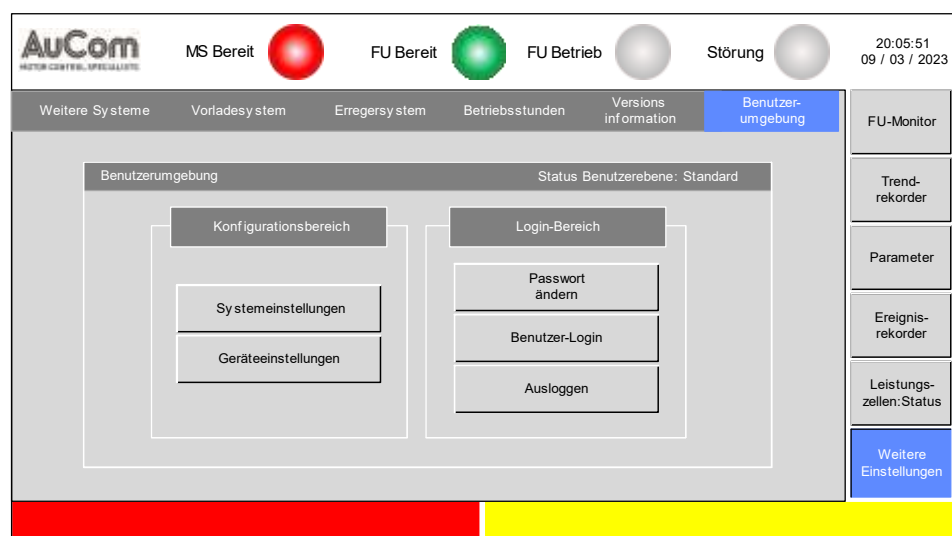 AuCom
MOTOR CONTROL SPECIALISTS
MS Bereit
FU Bereit
FU Betrieb
Störung
20:05:51
09 / 03 / 2023
Weitere Systeme
Vorladesystem
Erregersystem
Betriebsstunden
Versions
information
Benutzer-
umgebung
FU-Monitor
Trend-
rekorder
Parameter
Ereignis-
rekorder
Leistungs-
zellen:Status
Weitere
Einstellungen
Benutzerumgebung
Status Benutzerebene: Standard
Konfigurationsbereich
Systemeinstellungen
Geräteeinstellungen
Login-Bereich
Passwort
ändern
Benutzer-Login
Ausloggen